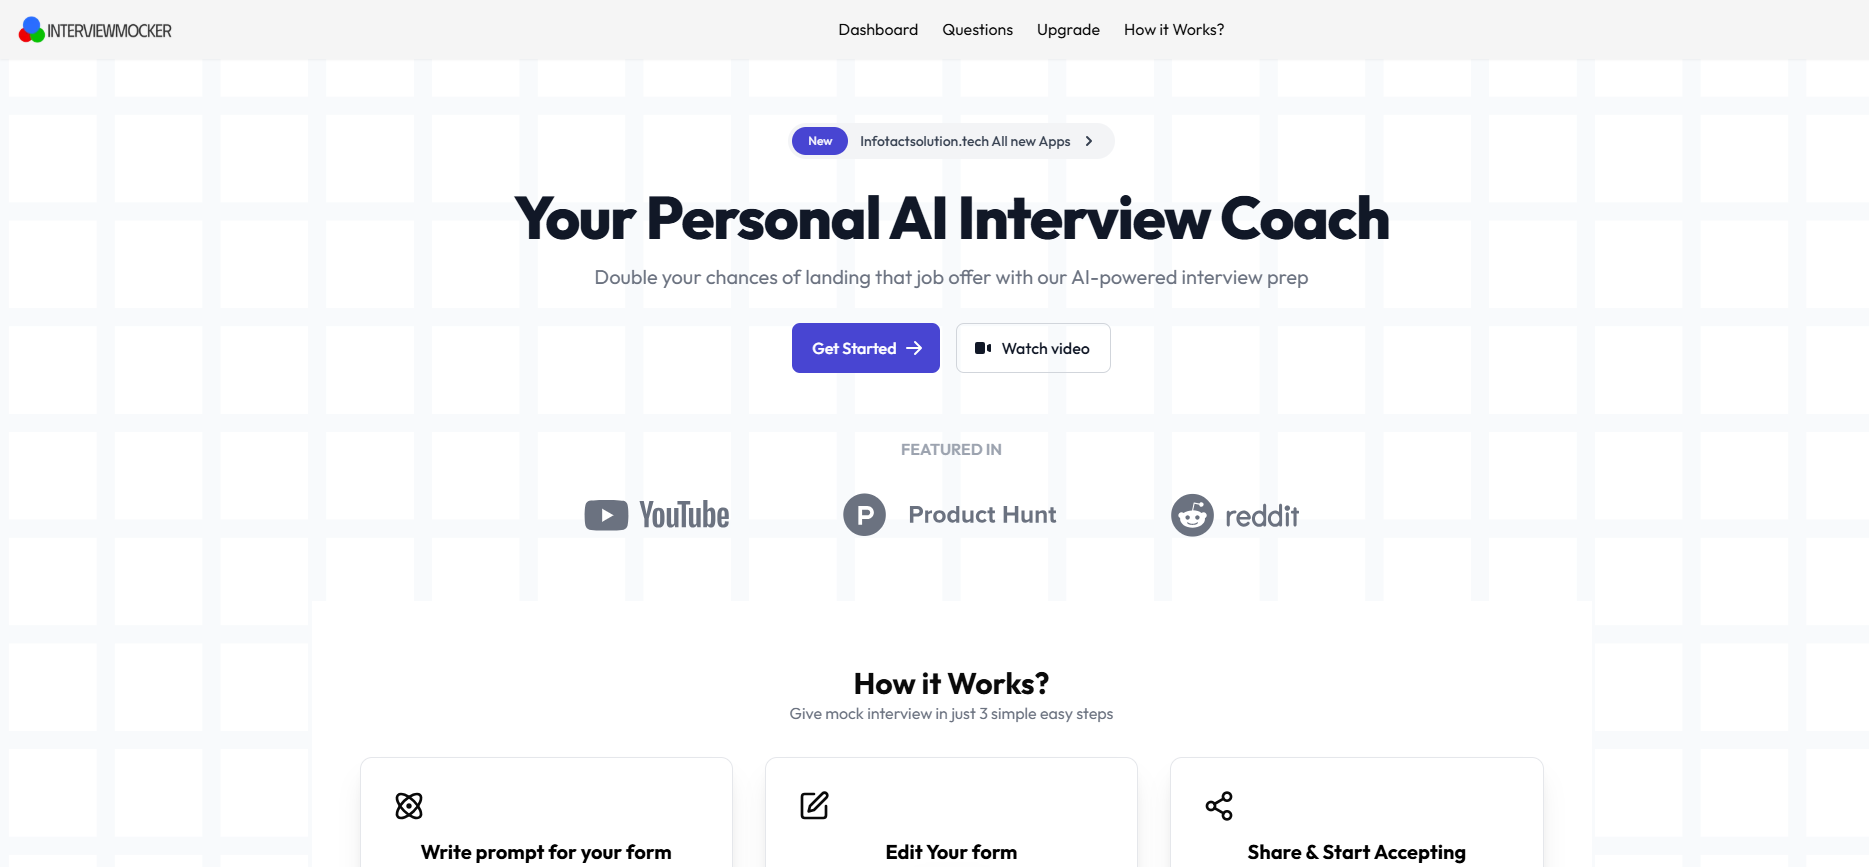 INTERVIEWMOCKER
Dashboard Questions Upgrade How it Works?
New Infotactsolution.tech All new Apps
Your Personal AI Interview Coach
Double your chances of landing that job offer with our AI-powered interview prep
Get Started Watch video
FEATURED IN
YouTube Product Hunt reddit
How it Works?
Give mock interview in just 3 simple easy steps
Write prompt for your form Edit Your form Share & Start Accepting